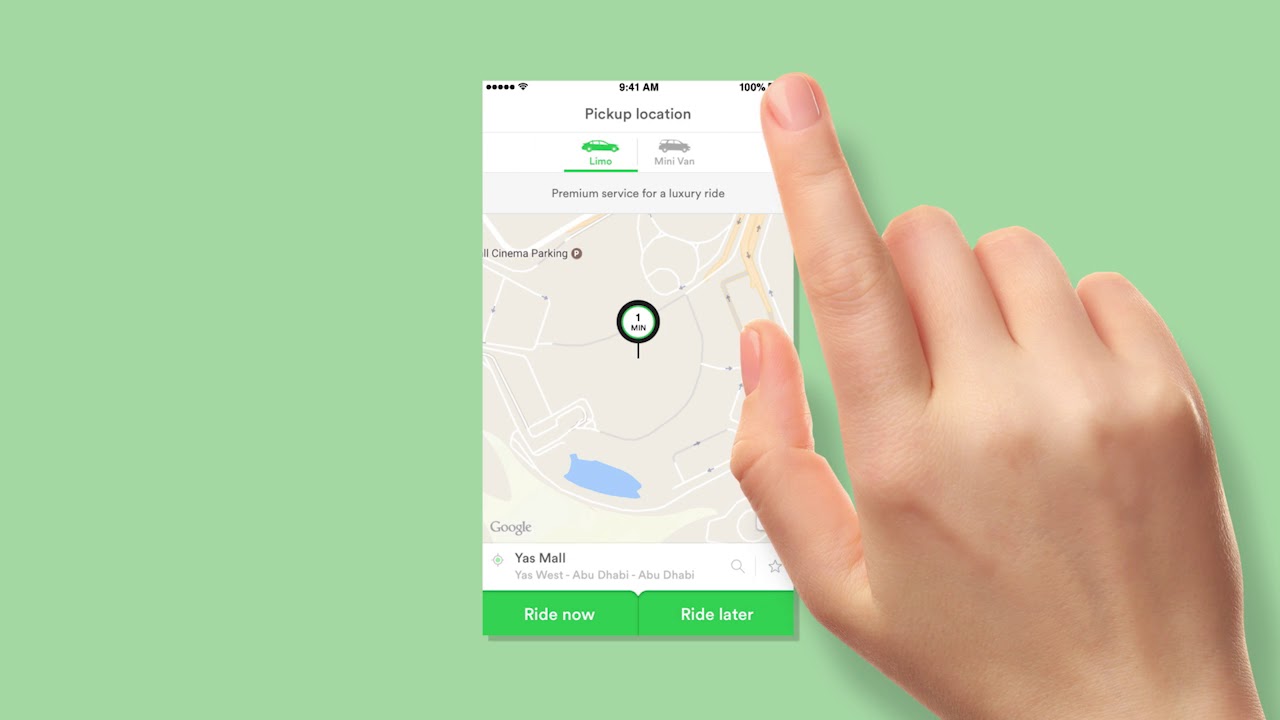 9:41 AM 100%
Pickup location
Limo Mini Van
Premium service for a luxury ride
ll Cinema Parking P
1
MIN
Google
Yas Mall
Yas West - Abu Dhabi - Abu Dhabi
Ride now Ride later